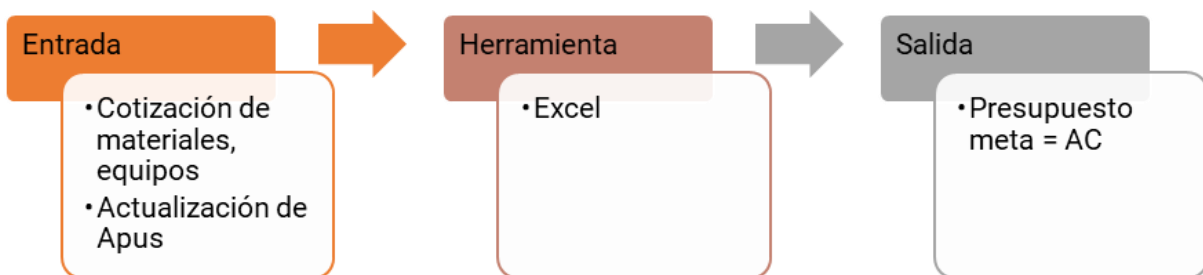 Entrada
•Cotización de
materiales,
equipos
•Actualización de
Apus
Herramienta
•Excel
Salida
•Presupuesto
meta = AC